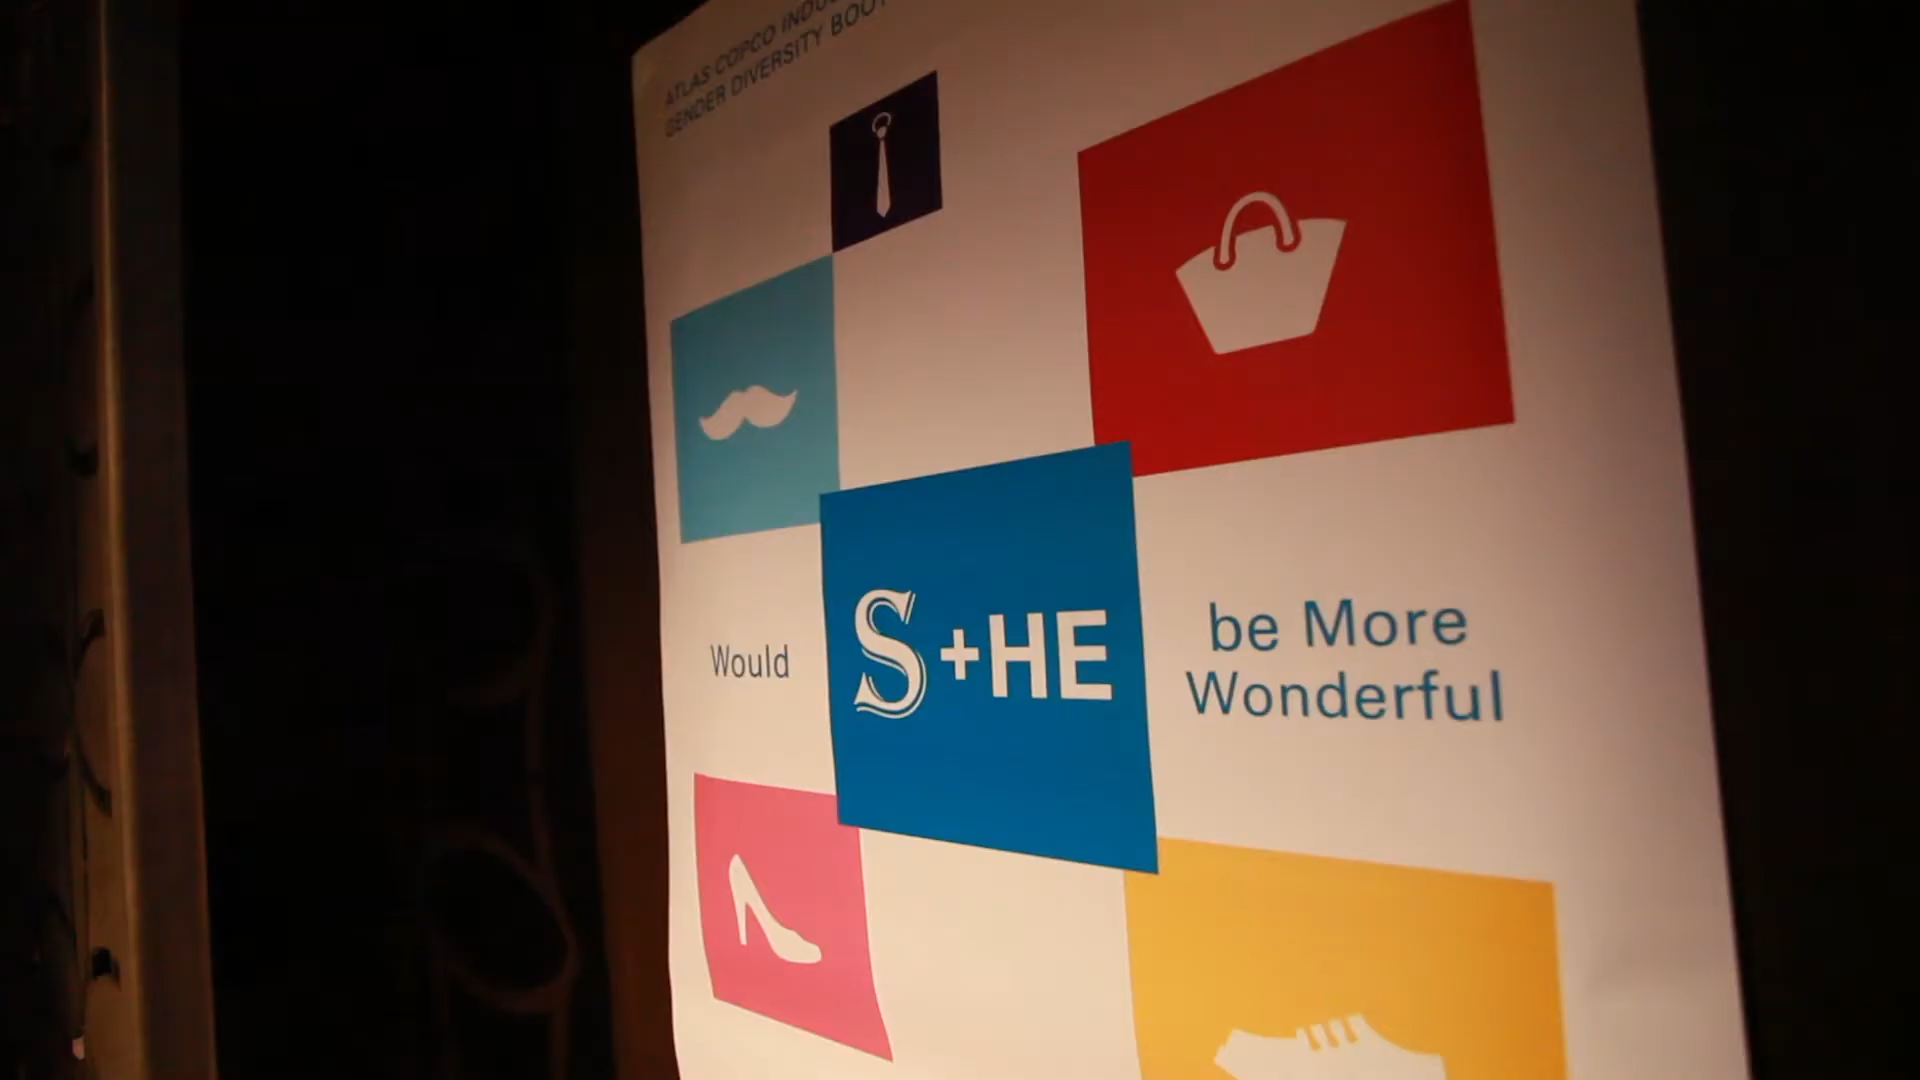 ATLAS COPCO
GENDER DIVERSITY
Would
S+HE
be More
Wonderful